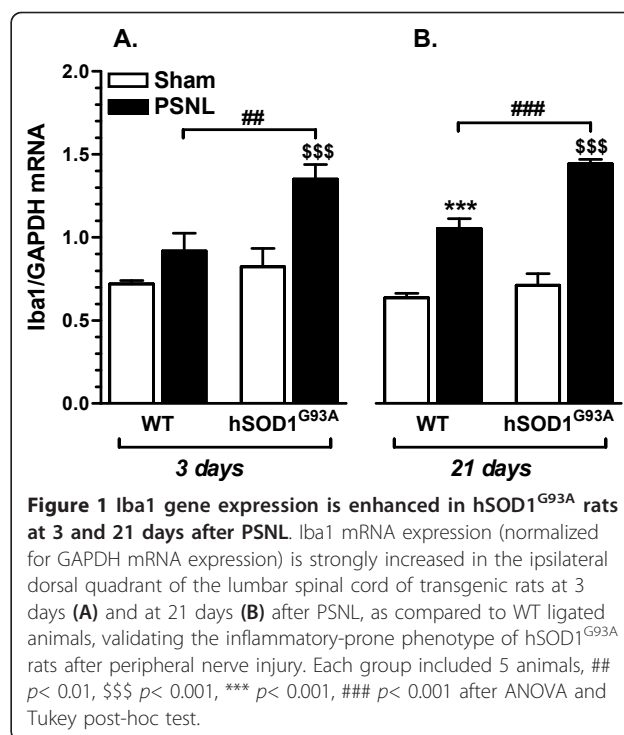 A.
B.
Sham
PSNL
##
$$$
###
$$$
***
Iba1/GAPDH mRNA
2.0
1.5
1.0
0.5
0.0
WT hSOD1G93A WT hSOD1G93A
3 days 21 days
Figure 1 Iba1 gene expression is enhanced in hSOD1G93A rats
at 3 and 21 days after PSNL. Iba1 mRNA expression (normalized
for GAPDH mRNA expression) is strongly increased in the ipsilateral
dorsal quadrant of the lumbar spinal cord of transgenic rats at 3
days (A) and at 21 days (B) after PSNL, as compared to WT ligated
animals, validating the inflammatory-prone phenotype of hSOD1G93A
rats after peripheral nerve injury. Each group included 5 animals, ##
p< 0.01, $$$ p< 0.001, *** p< 0.001, ### p< 0.001 after ANOVA and
Tukey post-hoc test.